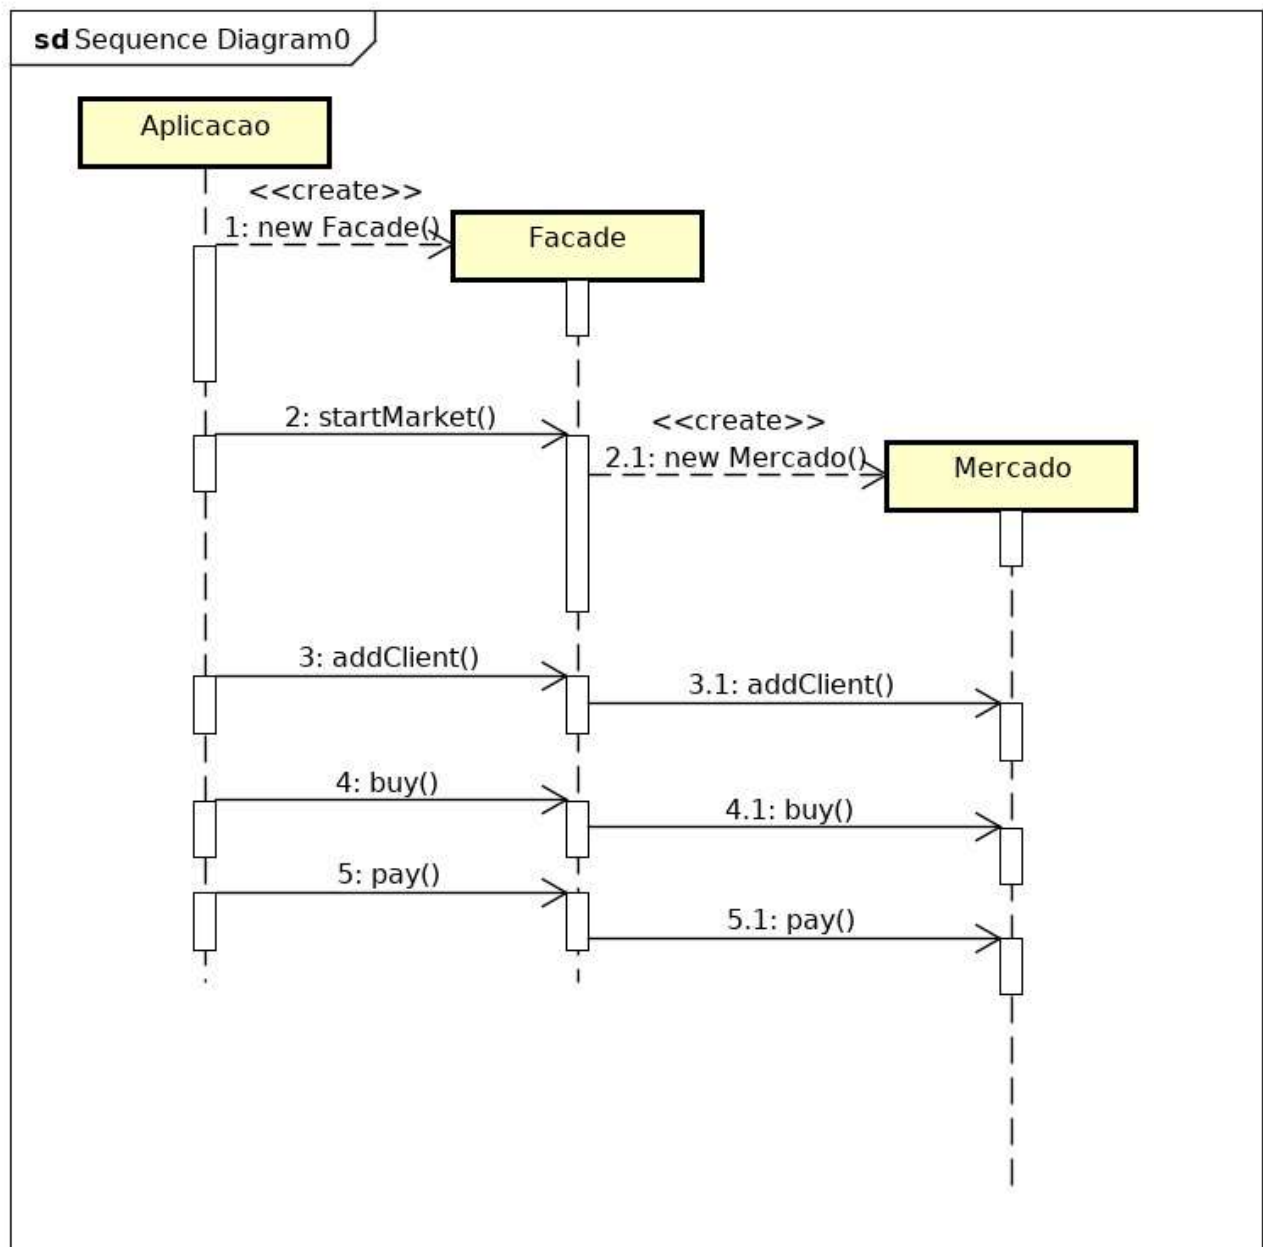 sd Sequence Diagram0
Aplicacao
<<create>>
1: new Facade()
Facade
2: startMarket()
<<create>>
2.1: new Mercado()
Mercado
3: addClient()
3.1: addClient()
4: buy()
4.1: buy()
5: pay()
5.1: pay()